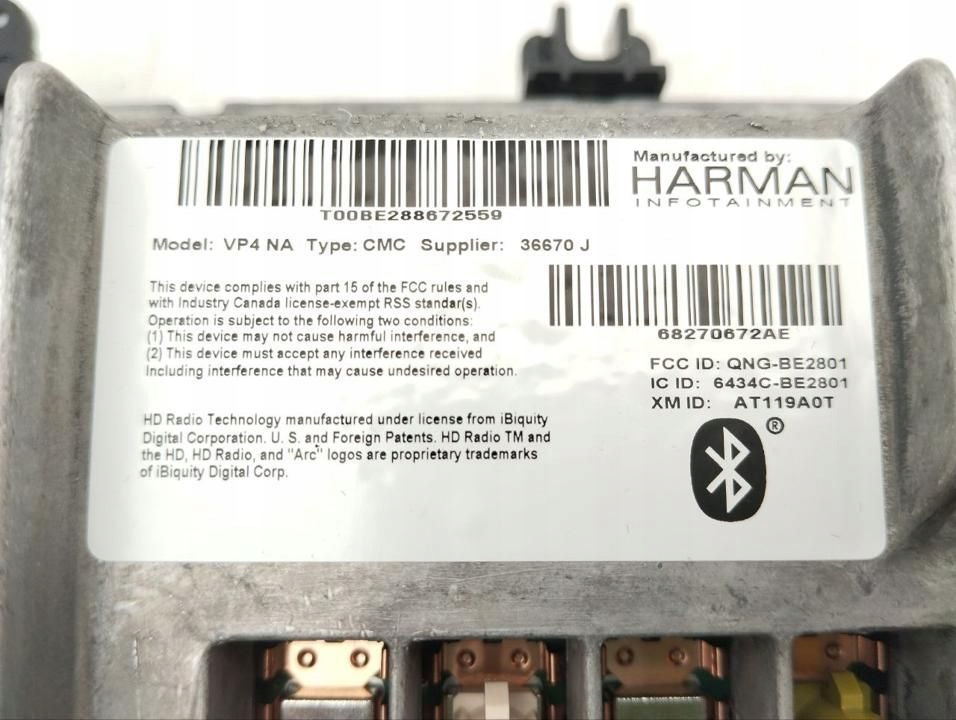 T00BE288672559
Manufactured by:
HARMAN
INFOTAINMENT
Model: VP4 NA Type: CMC Supplier: 36670 J
This device complies with part 15 of the FCC rules and
with Industry Canada license-exempt RSS standar(s).
Operation is subject to the following two conditions:
(1) This device may not cause harmful interference, and
(2) This device must accept any interference received
Including interference that may cause undesired operation.
68270672AE
FCC ID: QNG-BE2801
IC ID: 6434C-BE2801
XM ID: AT119A0T
HD Radio Technology manufactured under license from iBiquity
Digital Corporation. U. S. and Foreign Patents. HD Radio TM and
the HD, HD Radio, and "Arc" logos are proprietary trademarks
of iBiquity Digital Corp.
®